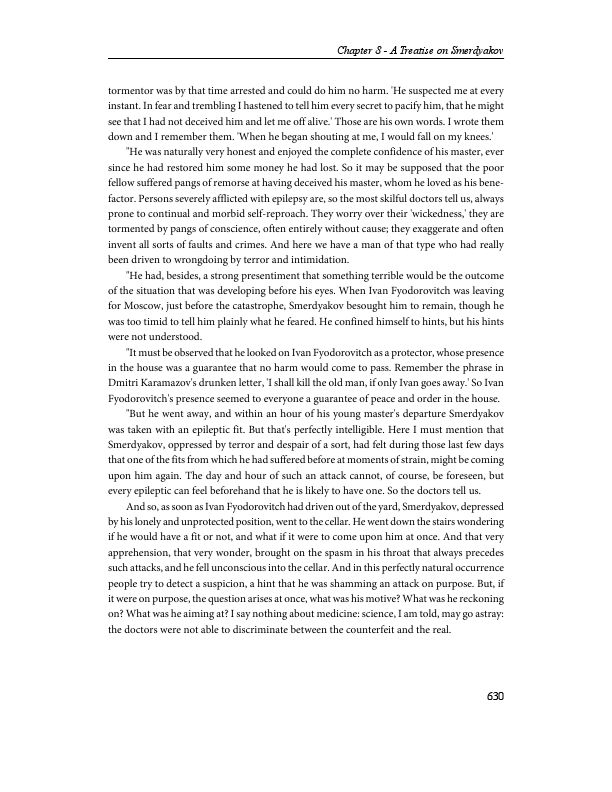 Chapter 8 - A Treatise on Smerdyakov
tormentor was by that time arrested and could do him no harm. 'He suspected me at every
instant. In fear and trembling I hastened to tell him every secret to pacify him, that he might
see that I had not deceived him and let me off alive.' Those are his own words. I wrote them
down and I remember them. 'When he began shouting at me, I would fall on my knees.'
"He was naturally very honest and enjoyed the complete confidence of his master, ever
since he had restored him some money he had lost. So it may be supposed that the poor
fellow suffered pangs of remorse at having deceived his master, whom he loved as his bene-
factor. Persons severely afflicted with epilepsy are, so the most skilful doctors tell us, always
prone to continual and morbid self-reproach. They worry over their 'wickedness,' they are
tormented by pangs of conscience, often entirely without cause; they exaggerate and often
invent all sorts of faults and crimes. And here we have a man of that type who had really
been driven to wrongdoing by terror and intimidation.
"He had, besides, a strong presentiment that something terrible would be the outcome
of the situation that was developing before his eyes. When Ivan Fyodorovitch was leaving
for Moscow, just before the catastrophe, Smerdyakov besought him to remain, though he
was too timid to tell him plainly what he feared. He confined himself to hints, but his hints
were not understood.
"It must be observed that he looked on Ivan Fyodorovitch as a protector, whose presence
in the house was a guarantee that no harm would come to pass. Remember the phrase in
Dmitri Karamazov's drunken letter, 'I shall kill the old man, if only Ivan goes away.' So Ivan
Fyodorovitch's presence seemed to everyone a guarantee of peace and order in the house.
"But he went away, and within an hour of his young master's departure Smerdyakov
was taken with an epileptic fit. But that's perfectly intelligible. Here I must mention that
Smerdyakov, oppressed by terror and despair of a sort, had felt during those last few days
that one of the fits from which he had suffered before at moments of strain, might be coming
upon him again. The day and hour of such an attack cannot, of course, be foreseen, but
every epileptic can feel beforehand that he is likely to have one. So the doctors tell us.
And so, as soon as Ivan Fyodorovitch had driven out of the yard, Smerdyakov, depressed
by his lonely and unprotected position, went to the cellar. He went down the stairs wondering
if he would have a fit or not, and what if it were to come upon him at once. And that very
apprehension, that very wonder, brought on the spasm in his throat that always precedes
such attacks, and he fell unconscious into the cellar. And in this perfectly natural occurrence
people try to detect a suspicion, a hint that he was shamming an attack on purpose. But, if
it were on purpose, the question arises at once, what was his motive? What was he reckoning
on? What was he aiming at? I say nothing about medicine: science, I am told, may go astray:
the doctors were not able to discriminate between the counterfeit and the real.
630